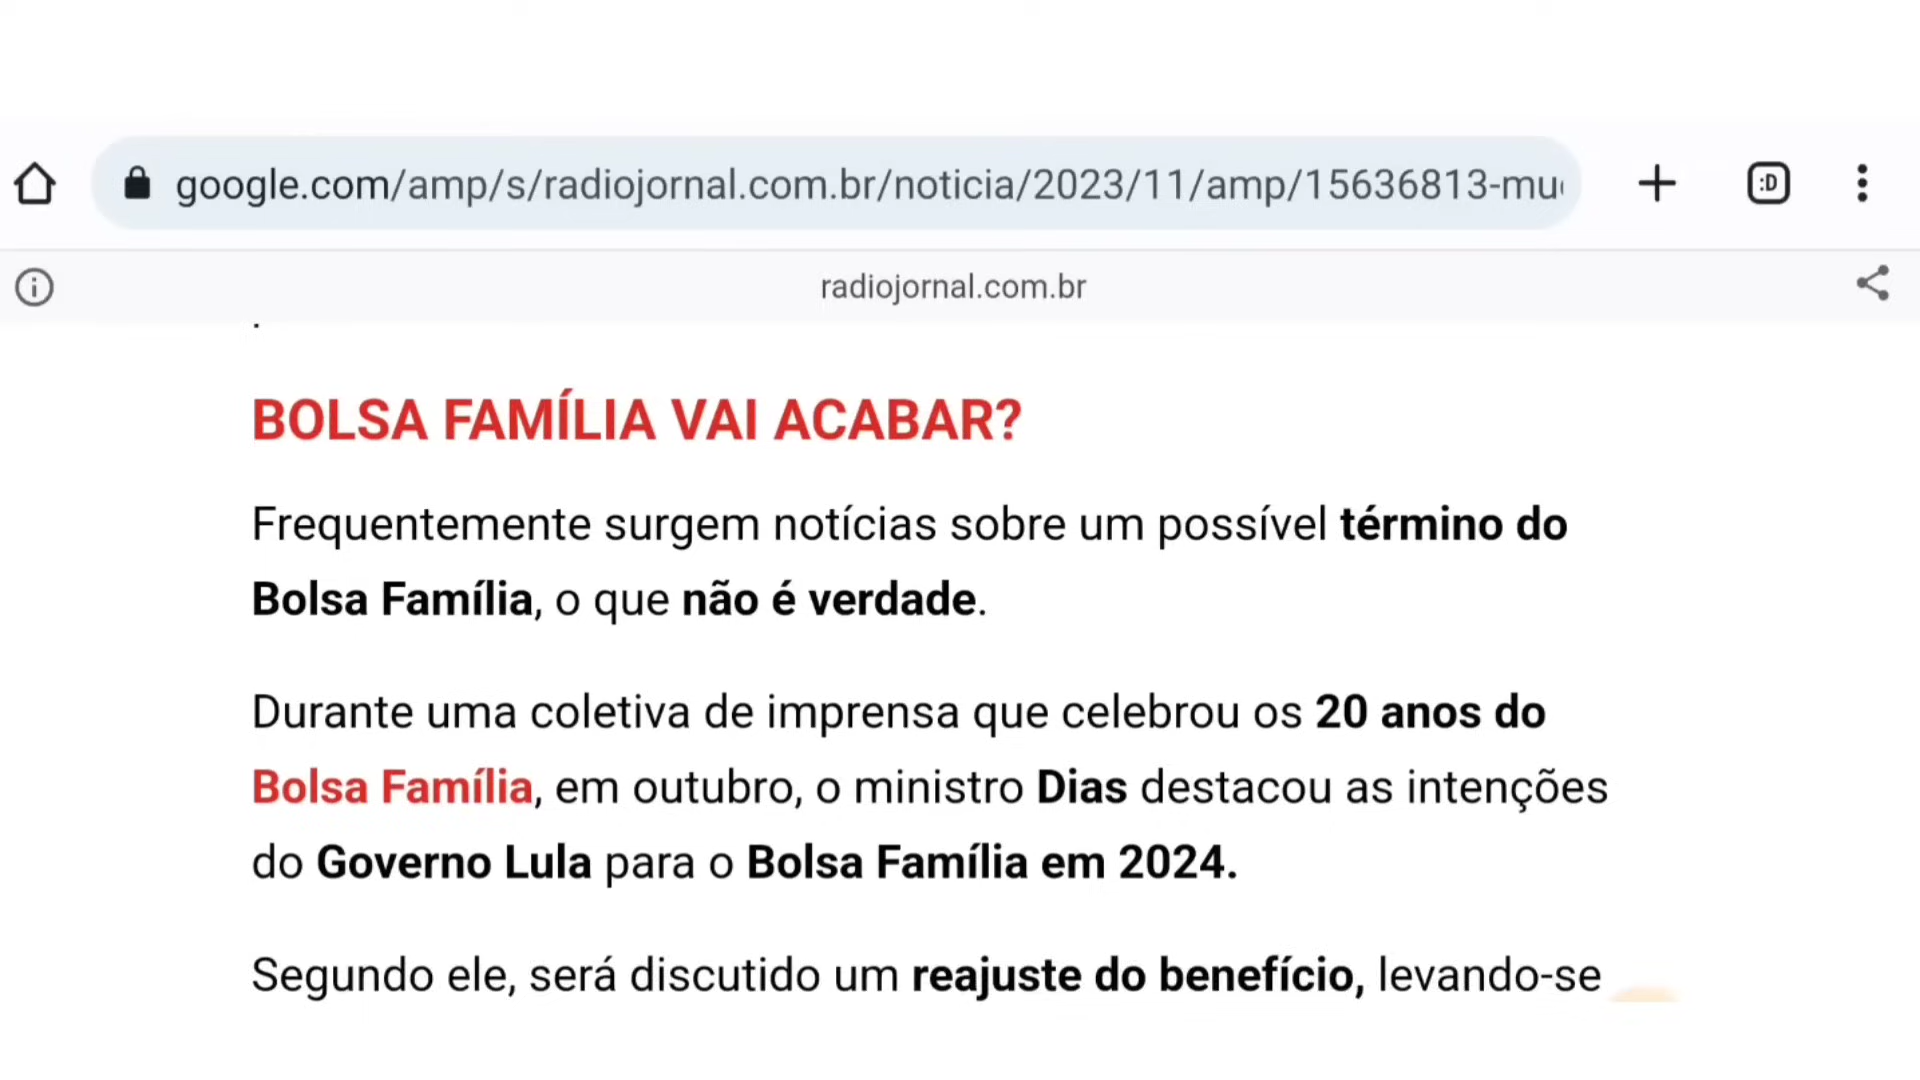 google.com/amp/s/radiojornal.com.br/noticia/2023/11/amp/15636813-mu
:D
radiojornal.com.br
BOLSA FAMÍLIA VAI ACABAR?
Frequentemente surgem notícias sobre um possível término do
Bolsa Família, o que não é verdade.
Durante uma coletiva de imprensa que celebrou os 20 anos do
Bolsa Família, em outubro, o ministro Dias destacou as intenções
do Governo Lula para o Bolsa Família em 2024.
Segundo ele, será discutido um reajuste do benefício, levando-se